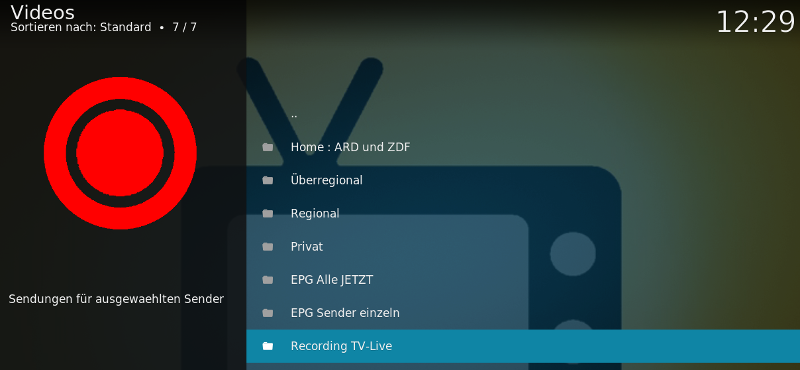 Videos
Sortieren nach: Standard • 7 / 7
12:29
..
Home : ARD und ZDF
Überregional
Regional
Privat
EPG Alle JETZT
EPG Sender einzeln
Recording TV-Live
Sendungen für ausgewaehlten Sender